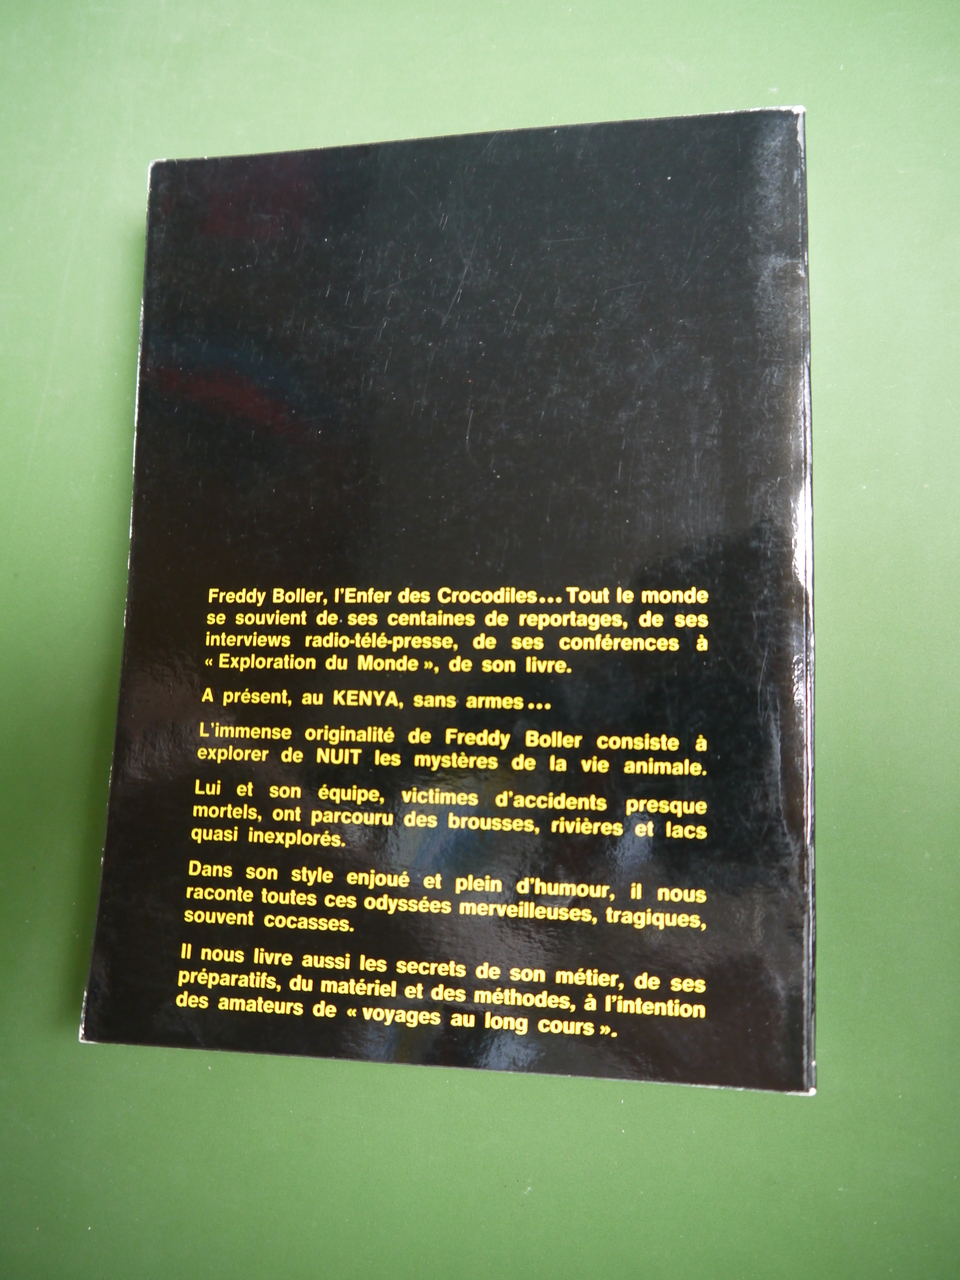 Freddy Boller, l'Enfer des Crocodiles... Tout le monde
se souvient de ses centaines de reportages, de ses
interviews radio-télé-presse, de ses conférences à
« Exploration du Monde », de son livre.
A présent, au KENYA, sans armes...
L'immense originalité de Freddy Boller consiste à
explorer de NUIT les mystères de la vie animale.
Lui et son équipe, victimes d'accidents presque
mortels, ont parcouru des brousses, rivières et lacs
quasi inexplorés.
Dans son style enjoué et plein d'humour, il nous
raconte toutes ces odyssées merveilleuses, tragiques,
souvent cocasses.
Il nous livre aussi les secrets de son métier, de ses
préparatifs, du matériel et des méthodes, à l'intention
des amateurs de « voyages au long cours ».